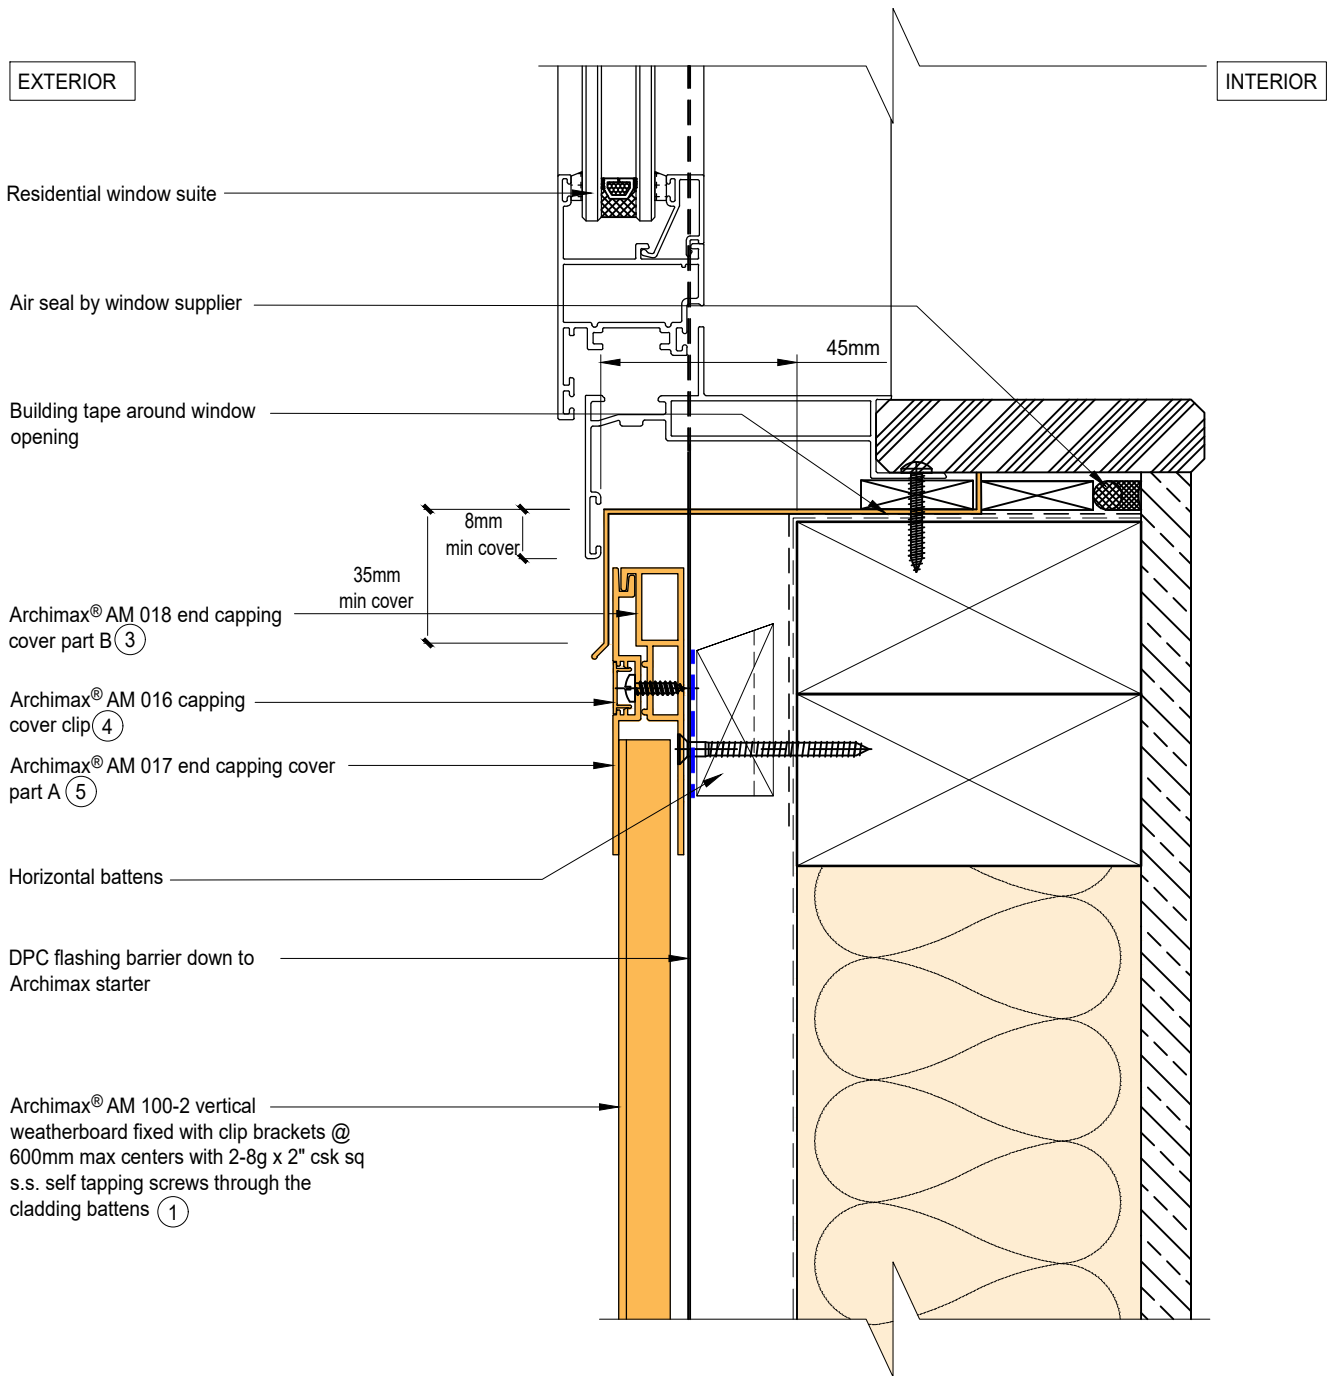 EXTERIOR
INTERIOR
Residential window suite
Air seal by window supplier
45mm
Building tape around window
opening
8mm
min cover
35mm
min cover
Archimax® AM 018 end capping
cover part B 3
Archimax® AM 016 capping
cover clip 4
Archimax® AM 017 end capping cover
part A 5
Horizontal battens
DPC flashing barrier down to
Archimax starter
Archimax® AM 100-2 vertical
weatherboard fixed with clip brackets @
600mm max centers with 2-8g x 2" csk sq
s.s. self tapping screws through the
cladding battens 1